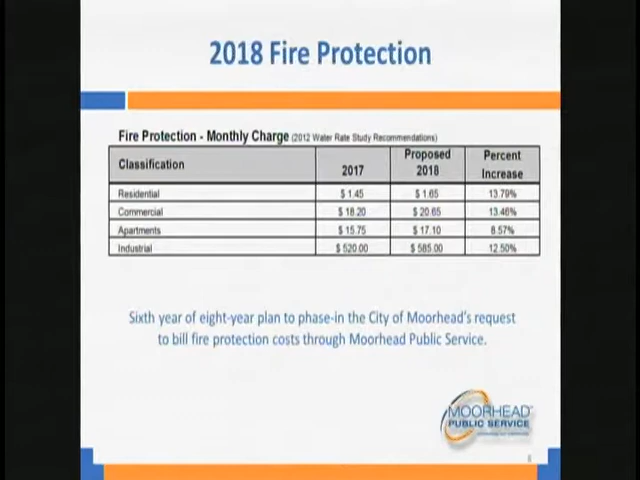 2018 Fire Protection
Fire Protection - Monthly Charge (2012 Water Rate Study Recommendations)
Classification 2017 Proposed 2018 Percent Increase
Residential $ 1.45 $ 1.65 13.79%
Commercial $ 18.20 $ 20.65 13.46%
Apartments $ 15.75 $ 17.10 8.57%
Industrial $ 520.00 $ 585.00 12.50%
Sixth year of eight-year plan to phase-in the City of Moorhead's request
to bill fire protection costs through Moorhead Public Service.
MOORHEAD
PUBLIC SERVICE